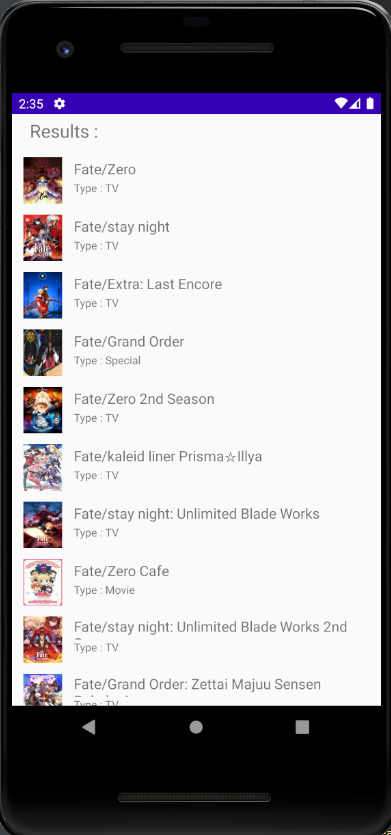 2:35
Results :
Fate/Zero
Type : TV
Fate/stay night
Type : TV
Fate/Extra: Last Encore
Type : TV
Fate/Grand Order
Type : Special
Fate/Zero 2nd Season
Type : TV
Fate/kaleid liner Prisma☆Illya
Type : TV
Fate/stay night: Unlimited Blade Works
Type : TV
Fate/Zero Cafe
Type : Movie
Fate/stay night: Unlimited Blade Works 2nd
Type : TV
Fate/Grand Order: Zettai Majuu Sensen
Type : TV